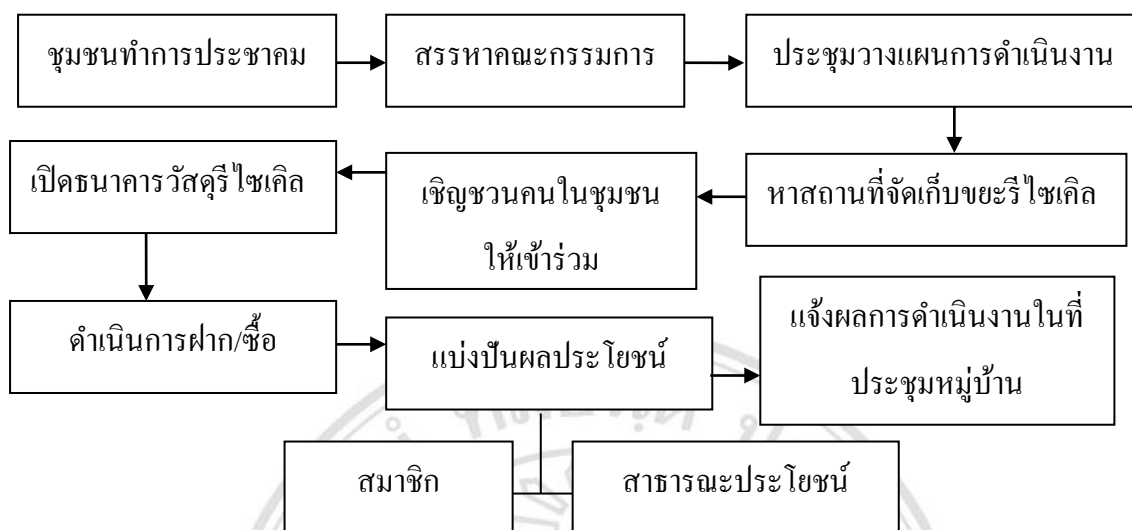 ชุมชนทำการประชาคม
สรรหาคณะกรรมการ
ประชุมวางแผนการดำเนินงาน
หาสถานที่จัดเก็บขยะรีไซเคิล
เชิญชวนคนในชุมชน
ให้เข้าร่วม
เปิดธนาคารวัสดุรีไซเคิล
ดำเนินการฝาก/ซื้อ
แบ่งปันผลประโยชน์
แจ้งผลการดำเนินงานในที่
ประชุมหมู่บ้าน
สมาชิก
สาธารณะประโยชน์